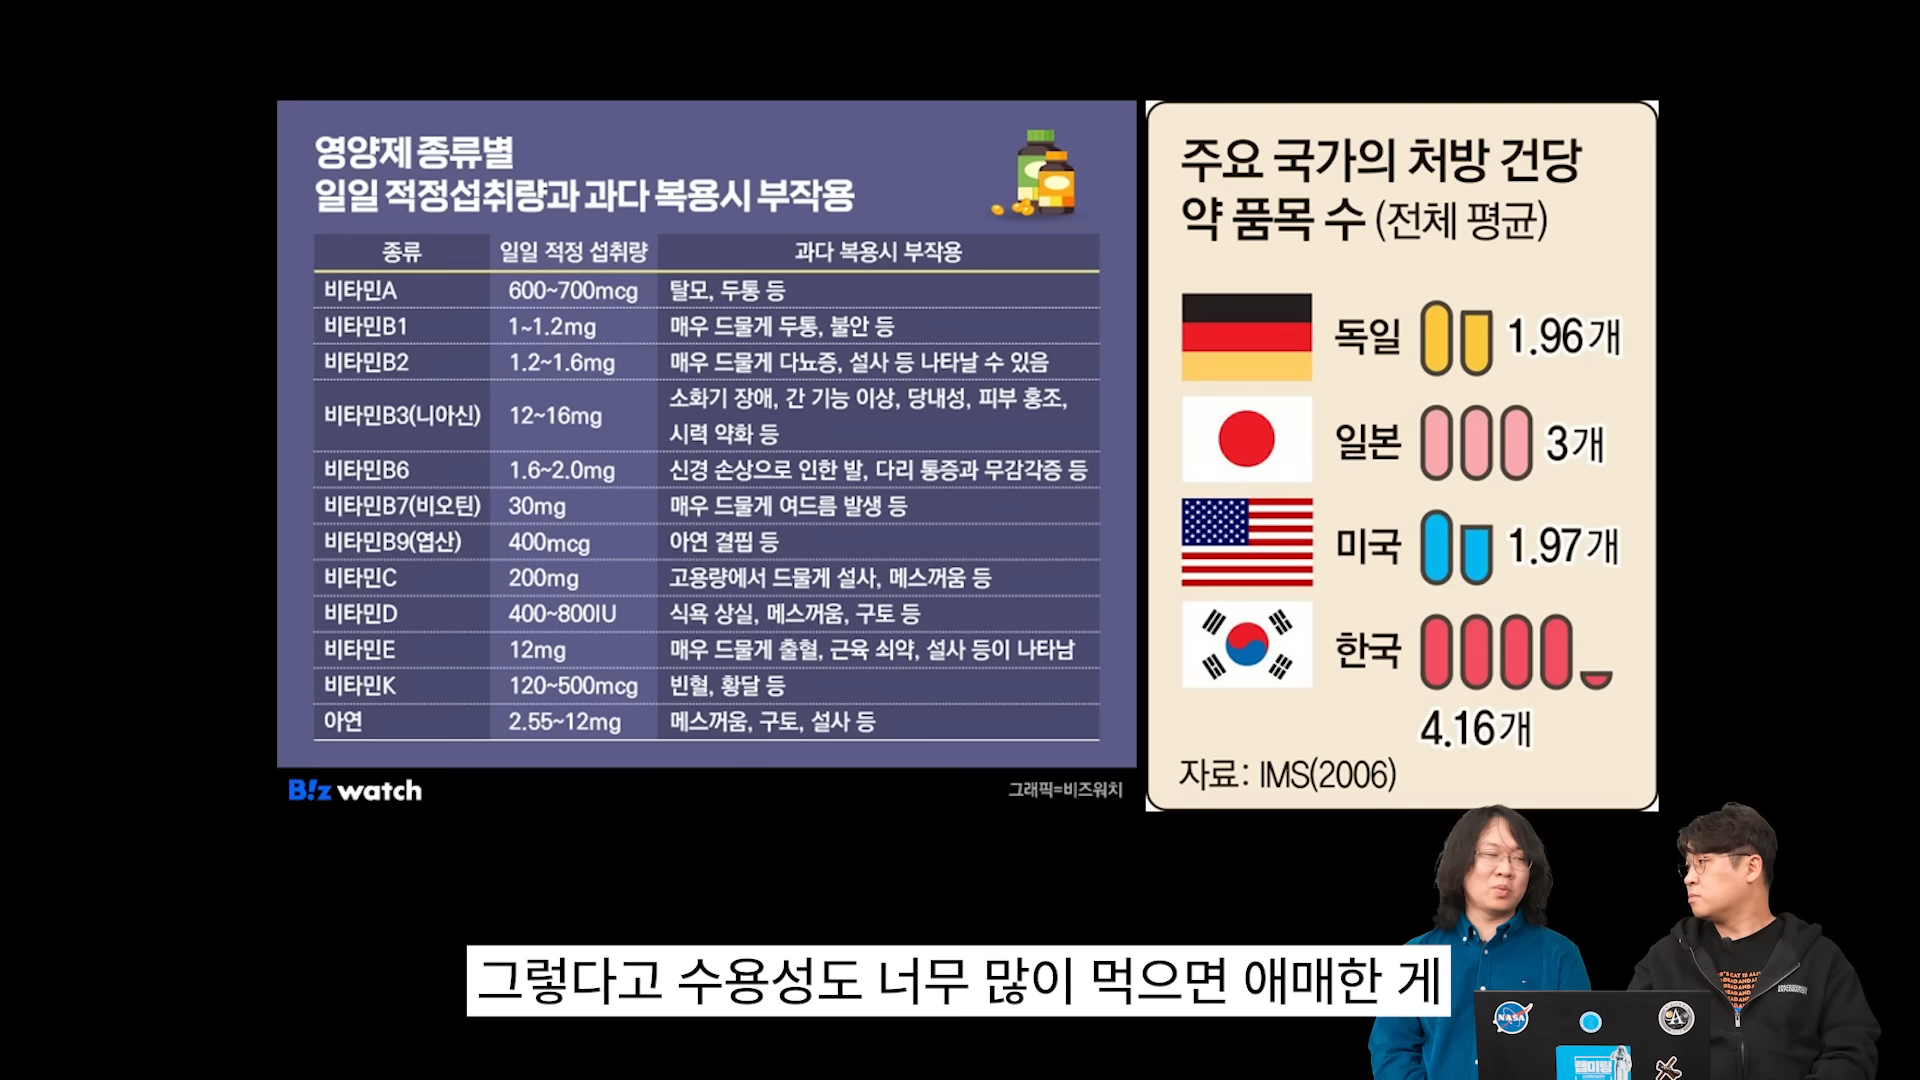 영양제 종류별
일일 적정섭취량과 과다 복용시 부작용
종류 일일 적정 섭취량 과다 복용시 부작용
비타민A 600~700mcg 탈모, 두통 등
비타민B1 1~1.2mg 매우 드물게 두통, 불안 등
비타민B2 1.2~1.6mg 매우 드물게 다뇨증, 설사 등 나타날 수 있음
비타민B3(니아신) 12~16mg 소화기 장애, 간 기능 이상, 당내성, 피부 홍조,
시력 약화 등
비타민B6 1.6~2.0mg 신경 손상으로 인한 발, 다리 통증과 무감각증 등
비타민B7(비오틴) 30mg 매우 드물게 여드름 발생 등
비타민B9(엽산) 400mcg 아연 결핍 등
비타민C 200mg 고용량에서 드물게 설사, 메스꺼움 등
비타민D 400~800IU 식욕 상실, 메스꺼움, 구토 등
비타민E 12mg 매우 드물게 출혈, 근육 쇠약, 설사 등이 나타남
비타민K 120~500mcg 빈혈, 황달 등
아연 2.55~12mg 메스꺼움, 구토, 설사 등
B!z watch
그래픽=비즈워치
주요 국가의 처방 건당
약 품목 수 (전체 평균)
독일 1.96개
일본 3개
미국 1.97개
한국
4.16개
자료: IMS(2006)
그렇다고 수용성도 너무 많이 먹으면 애매한 게
NASA